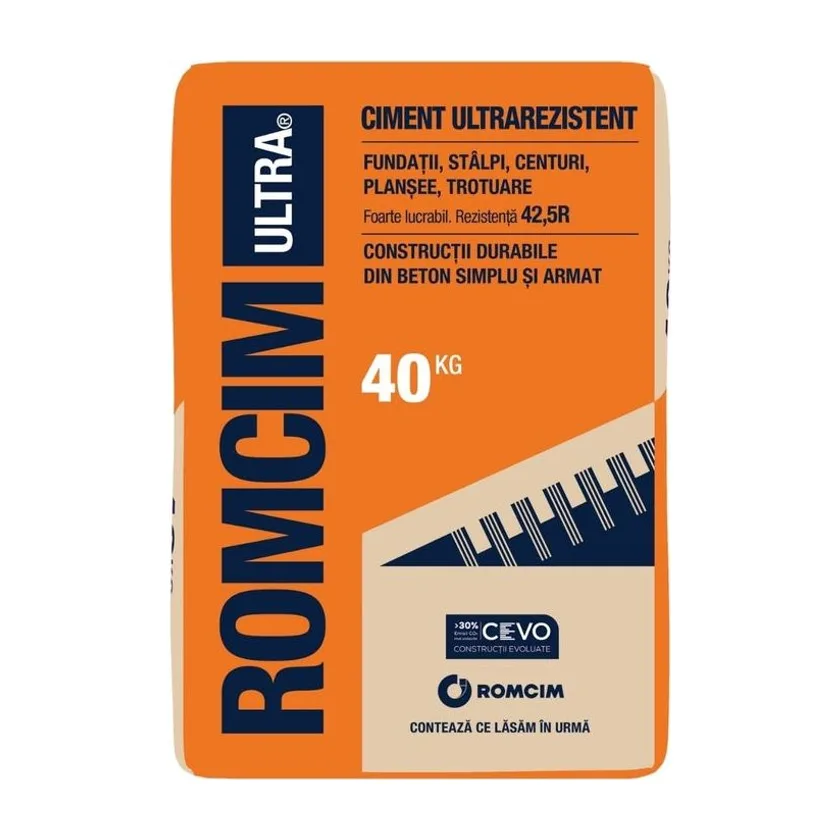 ROMCIM ULTRA®
CIMENT ULTRAREZISTENT
FUNDAȚII, STÂLPI, CENTURI,
PLANȘEE, TROTUARE
Foarte lucrabil. Rezistență 42,5R
CONSTRUCȚII DURABILE
DIN BETON SIMPLU ȘI ARMAT
40 KG
>30%
CEVO
CONSTRUCȚII EVOLUATE
ROMCIM
CONTEAZĂ CE LĂSĂM ÎN URMĂ